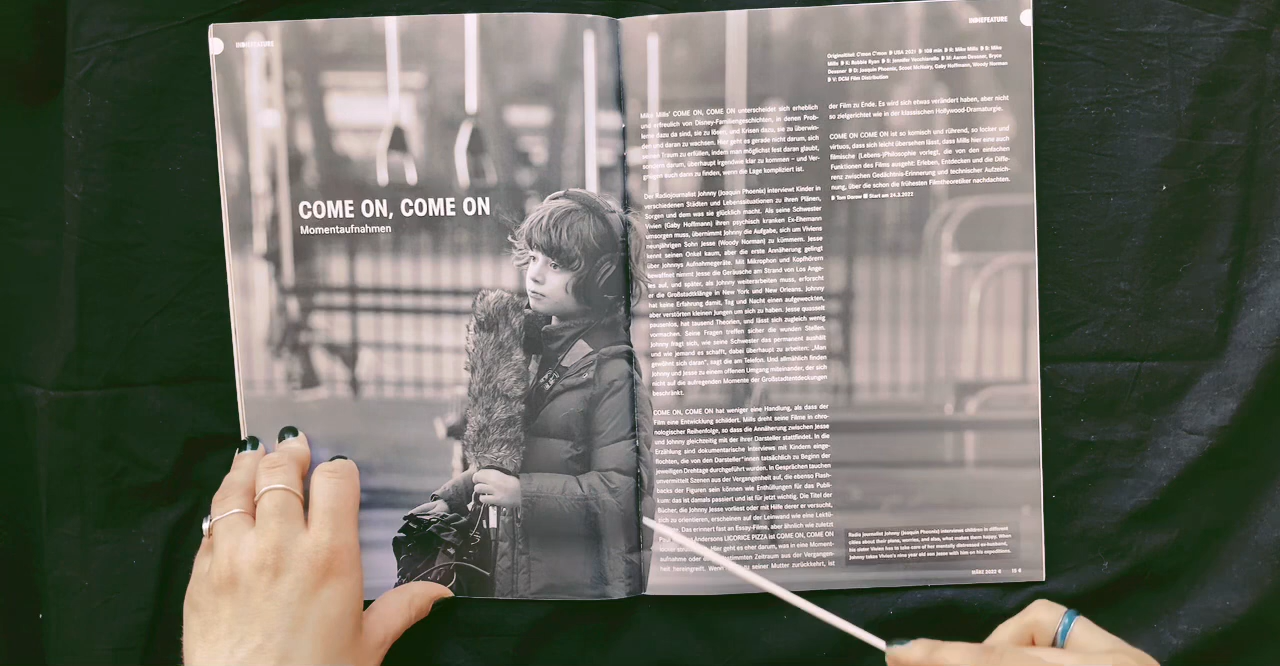 INDIEFEATURE
COME ON, COME ON
Momentaufnahmen
INDIEFEATURE
Mike Mills' COME ON, COME ON unterscheidet sich erheblich
und erfreulich von Disney-Familiengeschichten, in denen Prob-
leme dazu da sind, sie zu lösen, und Krisen dazu, sie zu überwin-
den und daran zu wachsen. Hier geht es gerade nicht darum, sich
seinen Traum zu erfüllen, indem man möglichst fest daran glaubt,
sondern darum, überhaupt irgendwie klar zu kommen – und Ver-
gnügen auch dann zu finden, wenn die Lage kompliziert ist.
Der Radiojournalist Johnny (Joaquin Phoenix) interviewt Kinder in
verschiedenen Städten und Lebenssituationen zu ihren Plänen,
Sorgen und dem was sie glücklich macht. Als seine Schwester
Vivien (Gaby Hoffmann) ihren psychisch kranken Ex-Ehemann
umsorgen muss, übernimmt Johnny die Aufgabe, sich um Viviens
neunjährigen Sohn Jesse (Woody Norman) zu kümmern. Jesse
kennt seinen Onkel kaum, aber die erste Annäherung gelingt
über Johnnys Aufnahmegeräte. Mit Mikrophon und Kopfhörern
bewaffnet nimmt Jesse die Geräusche am Strand von Los Ange-
les auf, und später, als Johnny weiterarbeiten muss, erforscht
er die Großstadtklänge in New York und New Orleans. Johnny
hat keine Erfahrung damit, Tag und Nacht einen aufgeweckten,
aber verstörten kleinen Jungen um sich zu haben. Jesse quasselt
pausenlos, hat tausend Theorien, und lässt sich zugleich wenig
vormachen. Seine Fragen treffen sicher die wunden Stellen.
Johnny fragt sich, wie seine Schwester das permanent aushält
und wie jemand es schafft, dabei überhaupt zu arbeiten: „Man
gewöhnt sich daran“, sagt die am Telefon. Und allmählich finden
Johnny und Jesse zu einem offenen Umgang miteinander, der sich
nicht auf die aufregenden Momente der Großstadtentdeckungen
beschränkt.
COME ON, COME ON hat weniger eine Handlung, als dass der
Film eine Entwicklung schildert. Mills dreht seine Filme in chro-
nologischer Reihenfolge, so dass die Annäherung zwischen Jesse
und Johnny gleichzeitig mit der ihrer Darsteller stattfindet. In die
Erzählung sind dokumentarische Interviews mit Kindern einge-
flochten, die von den Darsteller*innen tatsächlich zu Beginn der
jeweiligen Drehtage durchgeführt wurden. In Gesprächen tauchen
unvermittelt Szenen aus der Vergangenheit auf, die ebenso Flash-
backs der Figuren sein können wie Enthüllungen für das Publi-
kum: das ist damals passiert und ist für jetzt wichtig. Die Titel der
Bücher, die Johnny Jesse vorliest oder mit Hilfe derer er versucht,
sich zu orientieren, erscheinen auf der Leinwand wie eine Lektü-
Das erinnert fast an Essay-Filme, aber ähnlich wie zuletzt
Paul Andersons LICORICE PIZZA ist COME ON, COME ON
Hier geht es eher darum, was in eine Moment-
aufnahme oder bestimmten Zeitraum aus der Vergangen-
heit hereingreift. Wenn zu seiner Mutter zurückkehrt, ist
Originaltitel: C'mon C'mon USA 2021 108 min R: Mike Mills B: Mike
Mills K: Robbie Ryan S: Jennifer Vecchiarello M: Aaron Dessner, Bryce
Dessner D: Joaquin Phoenix, Scoot McNairy, Gaby Hoffmann, Woody Norman
V: DCM Film Distribution
der Film zu Ende. Es wird sich etwas verändert haben, aber nicht
so zielgerichtet wie in der klassischen Hollywood-Dramaturgie.
COME ON COME ON ist so komisch und rührend, so locker und
virtuos, dass sich leicht übersehen lässt, dass Mills hier eine auch
filmische (Lebens-)Philosophie vorlegt, die von den einfachen
Funktionen des Films ausgeht: Erleben, Entdecken und die Diffe-
renz zwischen Gedächtnis-Erinnerung und technischer Aufzeich-
nung, über die schon die frühesten Filmtheoretiker nachdachten.
Tom Dorow Start am 24.3.2022
Radio journalist Johnny (Joaquin Phoenix) interviews children in different
cities about their plans, worries, and also, what makes them happy. When
his sister Vivien has to take care of her mentally distressed ex-husband,
Johnny takes Vivien's nine year old son Jesse with him on his expeditions.
MÄRZ 2022